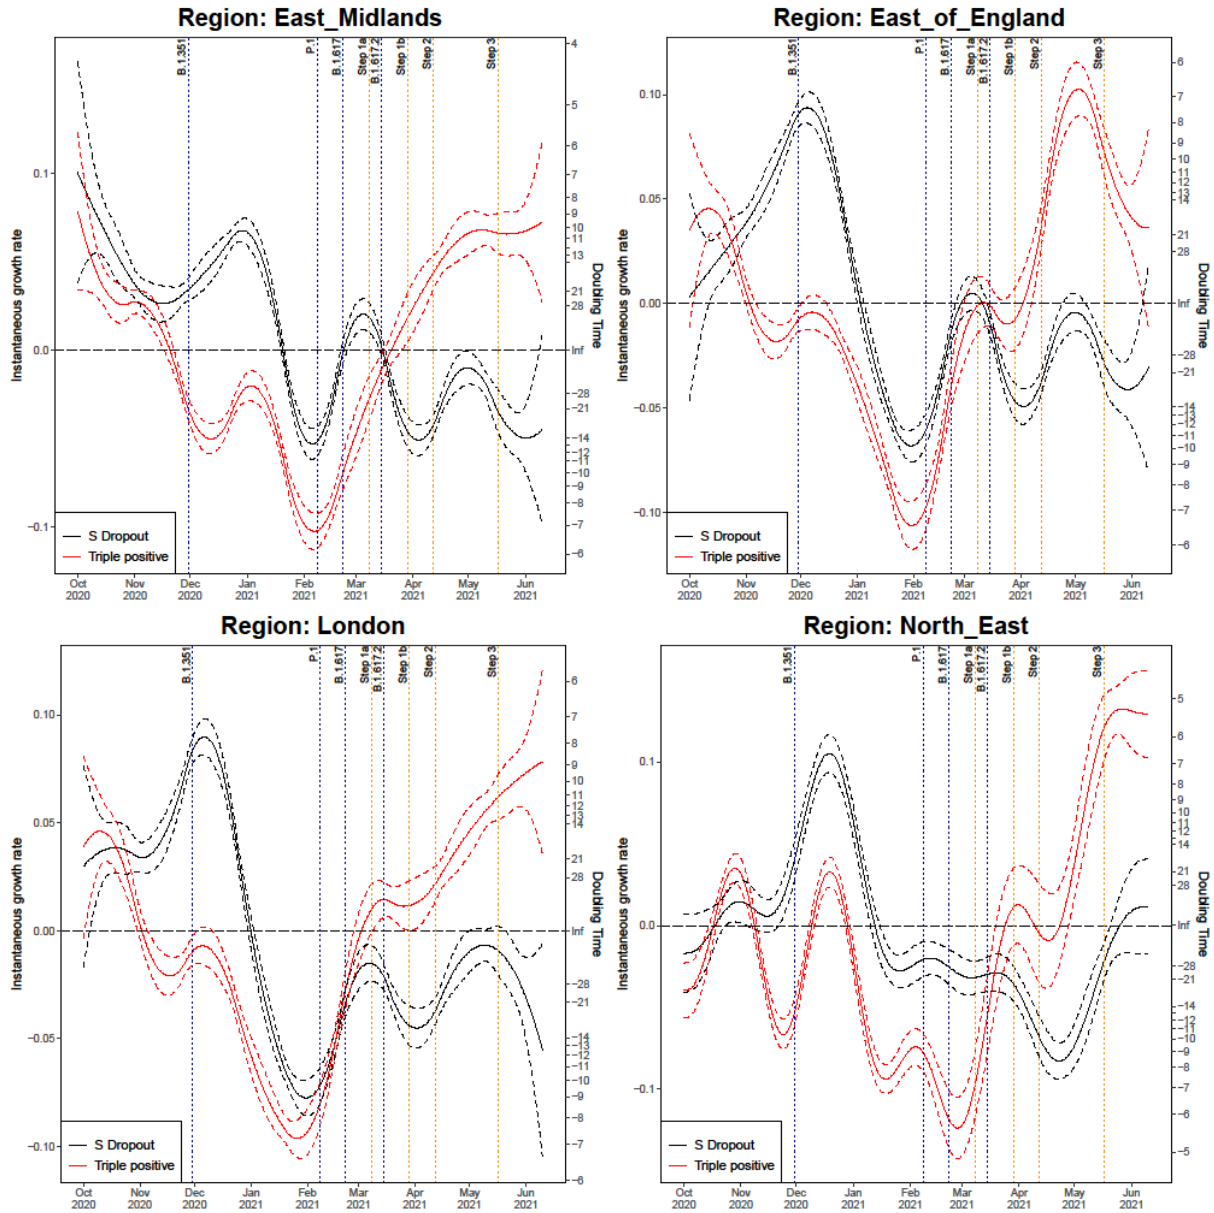 Region: East_Midlands
B.1.351
P.1
B.1.617
Step 1a
B.1.617.2
Step 1b
Step 2
Step 3
0.1
0.0
−0.1
Instantaneous growth rate
4
5
6
7
8
9
10
11
13
21
28
Inf
−28
−21
−14
−12
−11
−10
−9
−8
−7
−6
Doubing Time
S Dropout
Triple positive
Oct 2020
Nov 2020
Dec 2020
Jan 2021
Feb 2021
Mar 2021
Apr 2021
May 2021
Jun 2021
Region: East_of_England
B.1.351
P.1
B.1.617
Step 1a
B.1.617.2
Step 1b
Step 2
Step 3
0.10
0.05
0.00
−0.05
−0.10
Instantaneous growth rate
6
7
8
9
10
11
12
13
14
21
28
Inf
−28
−21
−14
−13
−12
−11
−10
−9
−8
−7
−6
Doubing Time
S Dropout
Triple positive
Oct 2020
Nov 2020
Dec 2020
Jan 2021
Feb 2021
Mar 2021
Apr 2021
May 2021
Jun 2021
Region: London
B.1.351
P.1
B.1.617
Step 1a
B.1.617.2
Step 1b
Step 2
Step 3
0.10
0.05
0.00
−0.05
−0.10
Instantaneous growth rate
6
7
8
9
10
11
12
13
14
21
28
Inf
−28
−21
−14
−13
−12
−11
−10
−9
−8
−7
−6
Doubing Time
S Dropout
Triple positive
Oct 2020
Nov 2020
Dec 2020
Jan 2021
Feb 2021
Mar 2021
Apr 2021
May 2021
Jun 2021
Region: North_East
B.1.351
P.1
B.1.617
Step 1a
B.1.617.2
Step 1b
Step 2
Step 3
0.1
0.0
−0.1
Instantaneous growth rate
5
6
7
8
9
10
11
12
14
21
28
Inf
−28
−21
−14
−12
−11
−10
−9
−8
−7
−6
−5
Doubing Time
S Dropout
Triple positive
Oct 2020
Nov 2020
Dec 2020
Jan 2021
Feb 2021
Mar 2021
Apr 2021
May 2021
Jun 2021